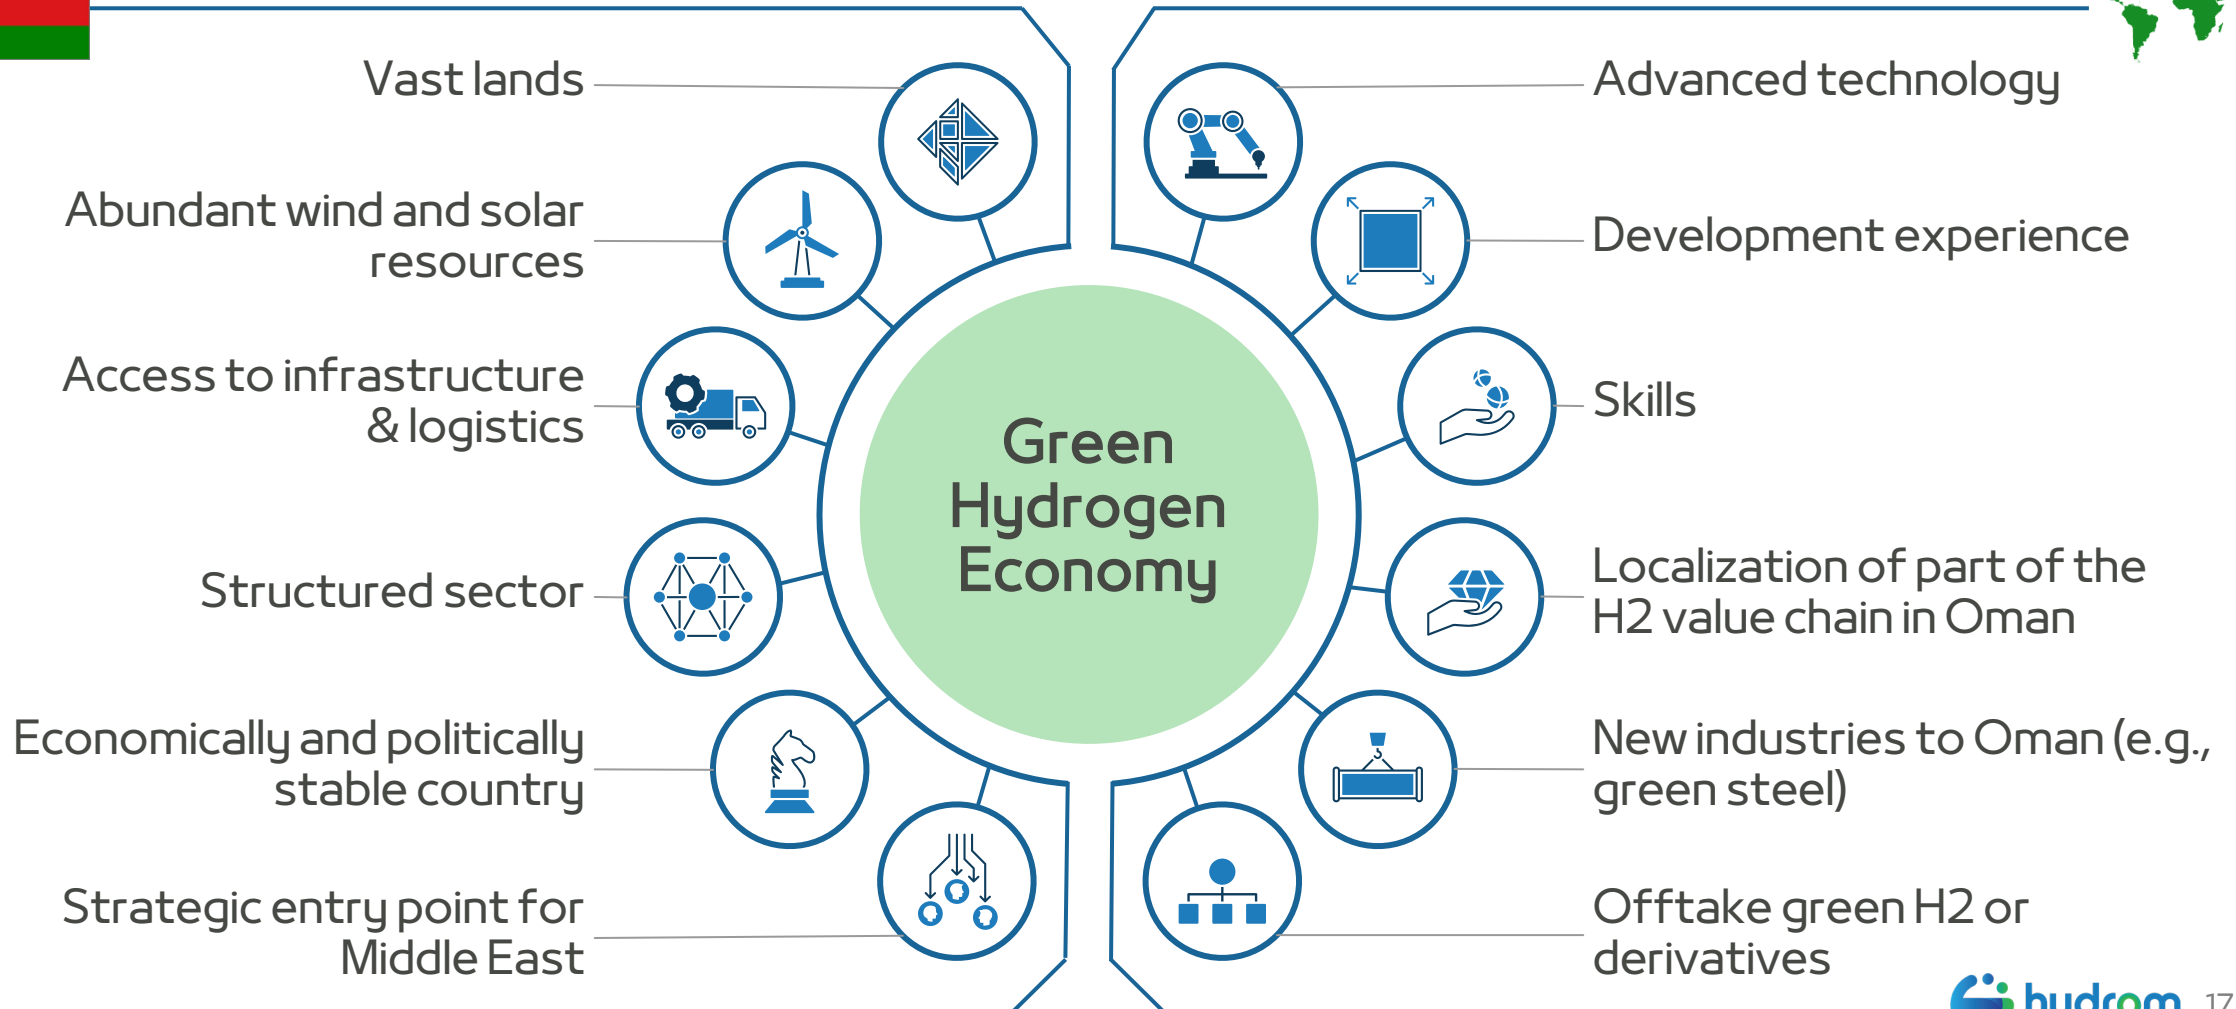 Vast lands
Abundant wind and solar
resources
Access to infrastructure
& logistics
Structured sector
Economically and politically
stable country
Strategic entry point for
Middle East
Green
Hydrogen
Economy
Advanced technology
Development experience
Skills
Localization of part of the
H2 value chain in Oman
New industries to Oman (e.g.,
green steel)
Offtake green H2 or
derivatives
hydrom 17